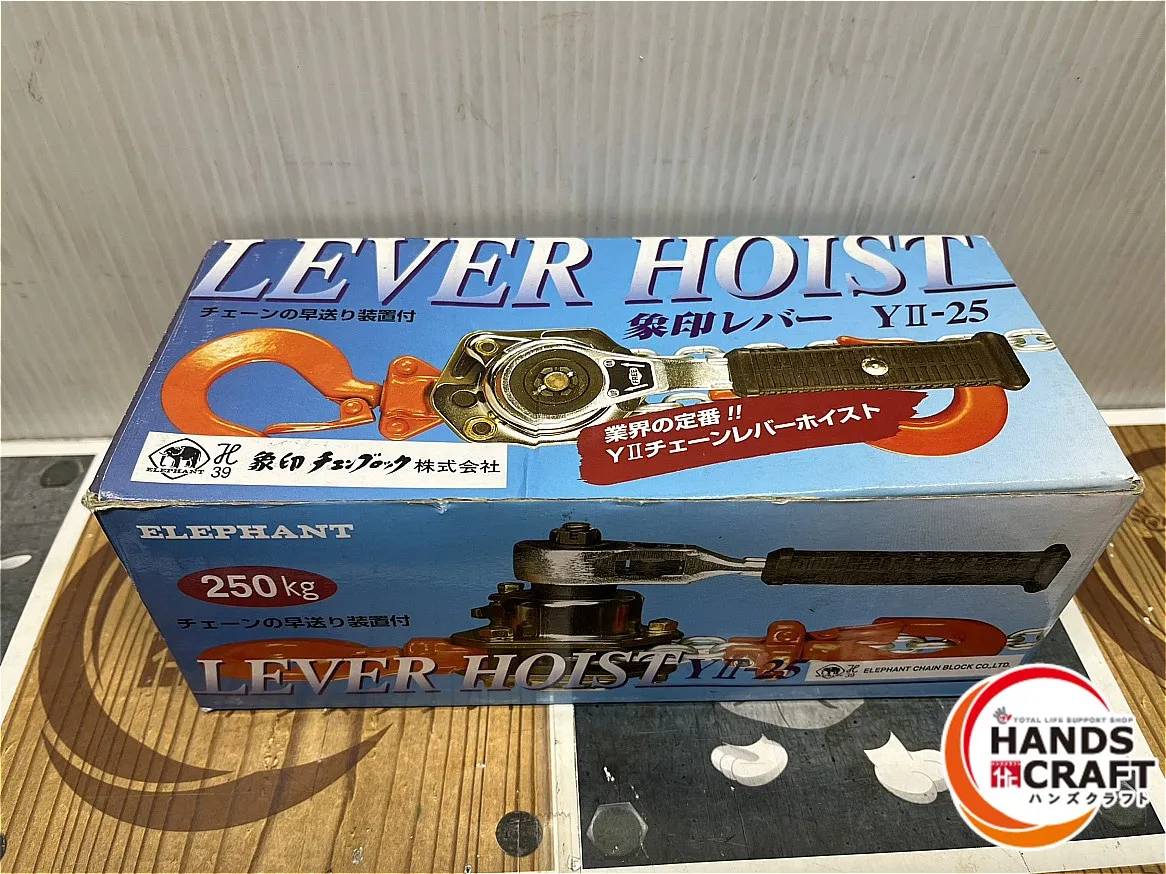 LEVER HOIST
チェーンの早送り装置付
象印レバー YⅡ-25
業界の定番!!
YⅡチェーンレバーホイスト
FREE
ELEPHANT
H
39
象印 チェンブロック 株式会社
ELEPHANT
250kg
チェーンの早送り装置付
LEVER HOIST YⅡ-25
H
39
ELEPHANT CHAIN BLOCK CO.,LTD.
TOTAL LIFE SUPPORT SHOP
HANDS
CRAFT
ハンズクラフト